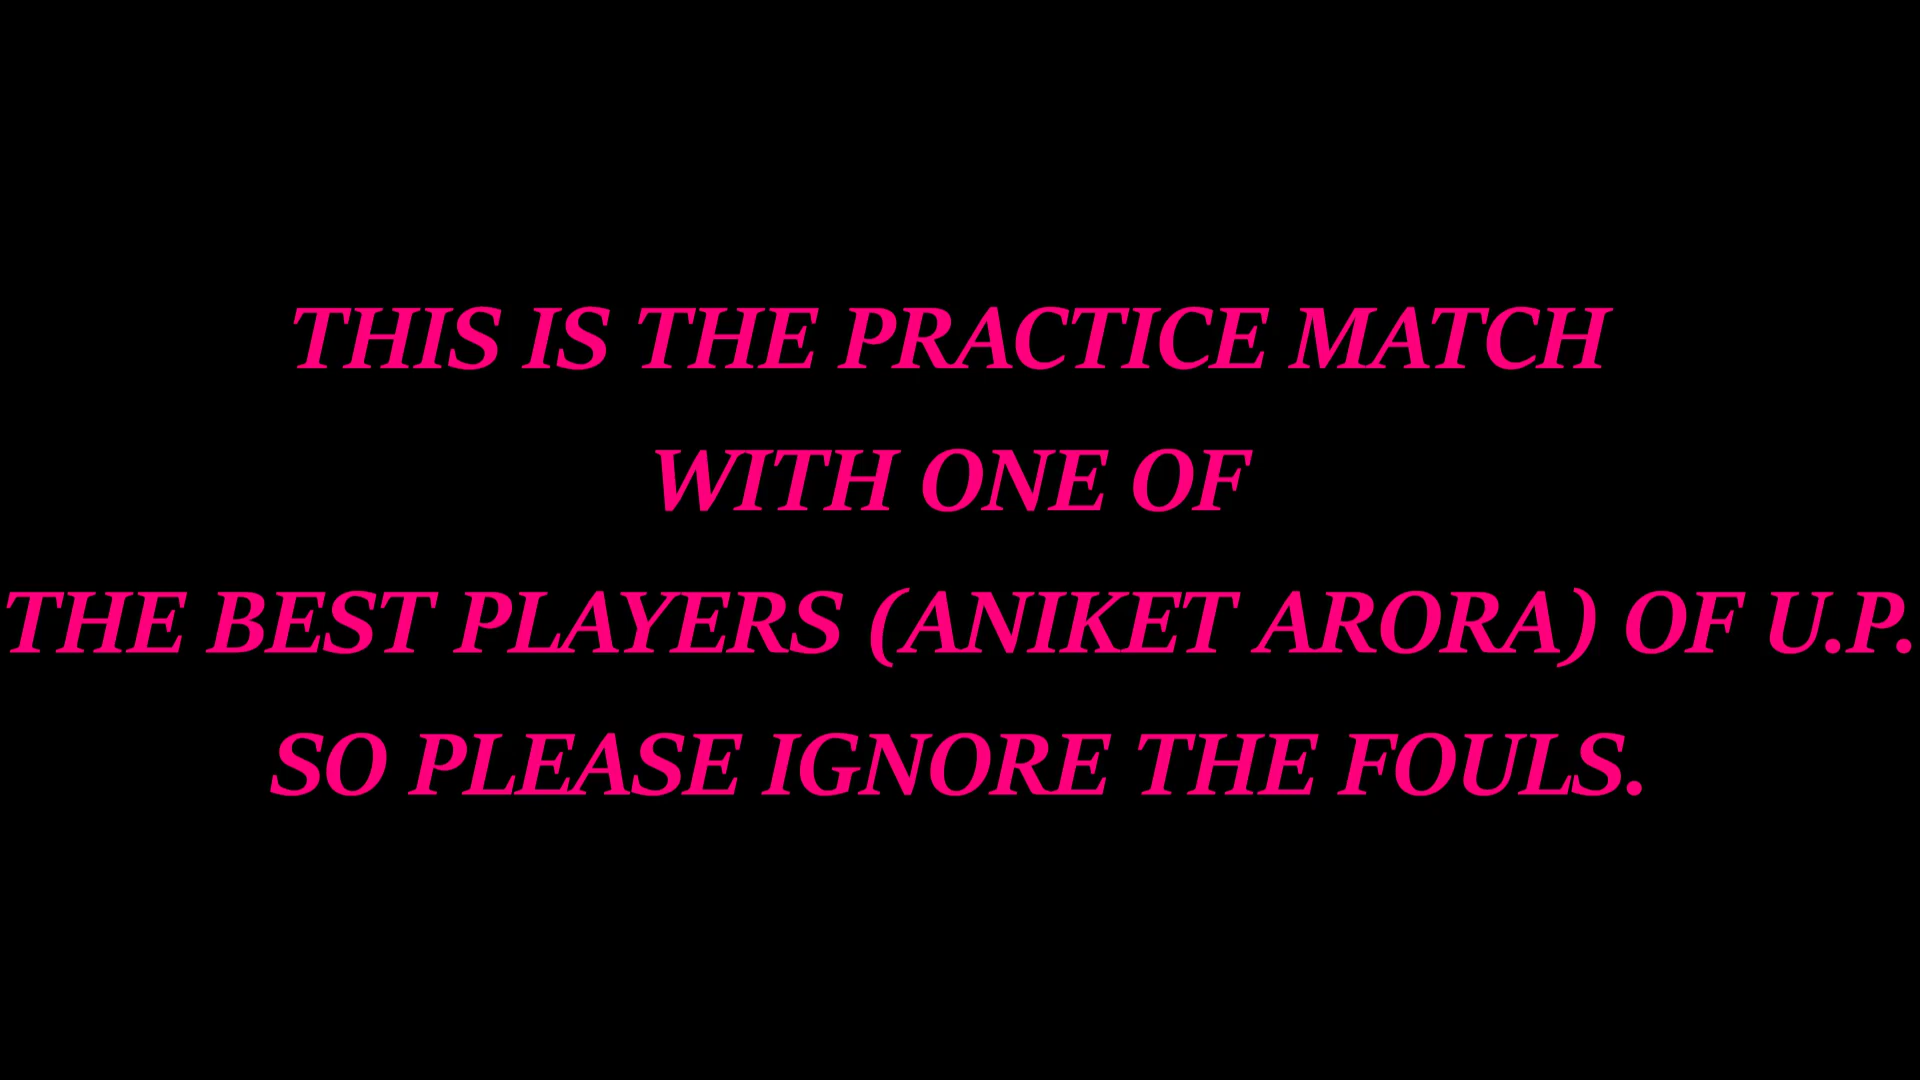 THIS IS THE PRACTICE MATCH
WITH ONE OF
THE BEST PLAYERS (ANIKET ARORA) OF U.P.
SO PLEASE IGNORE THE FOULS.